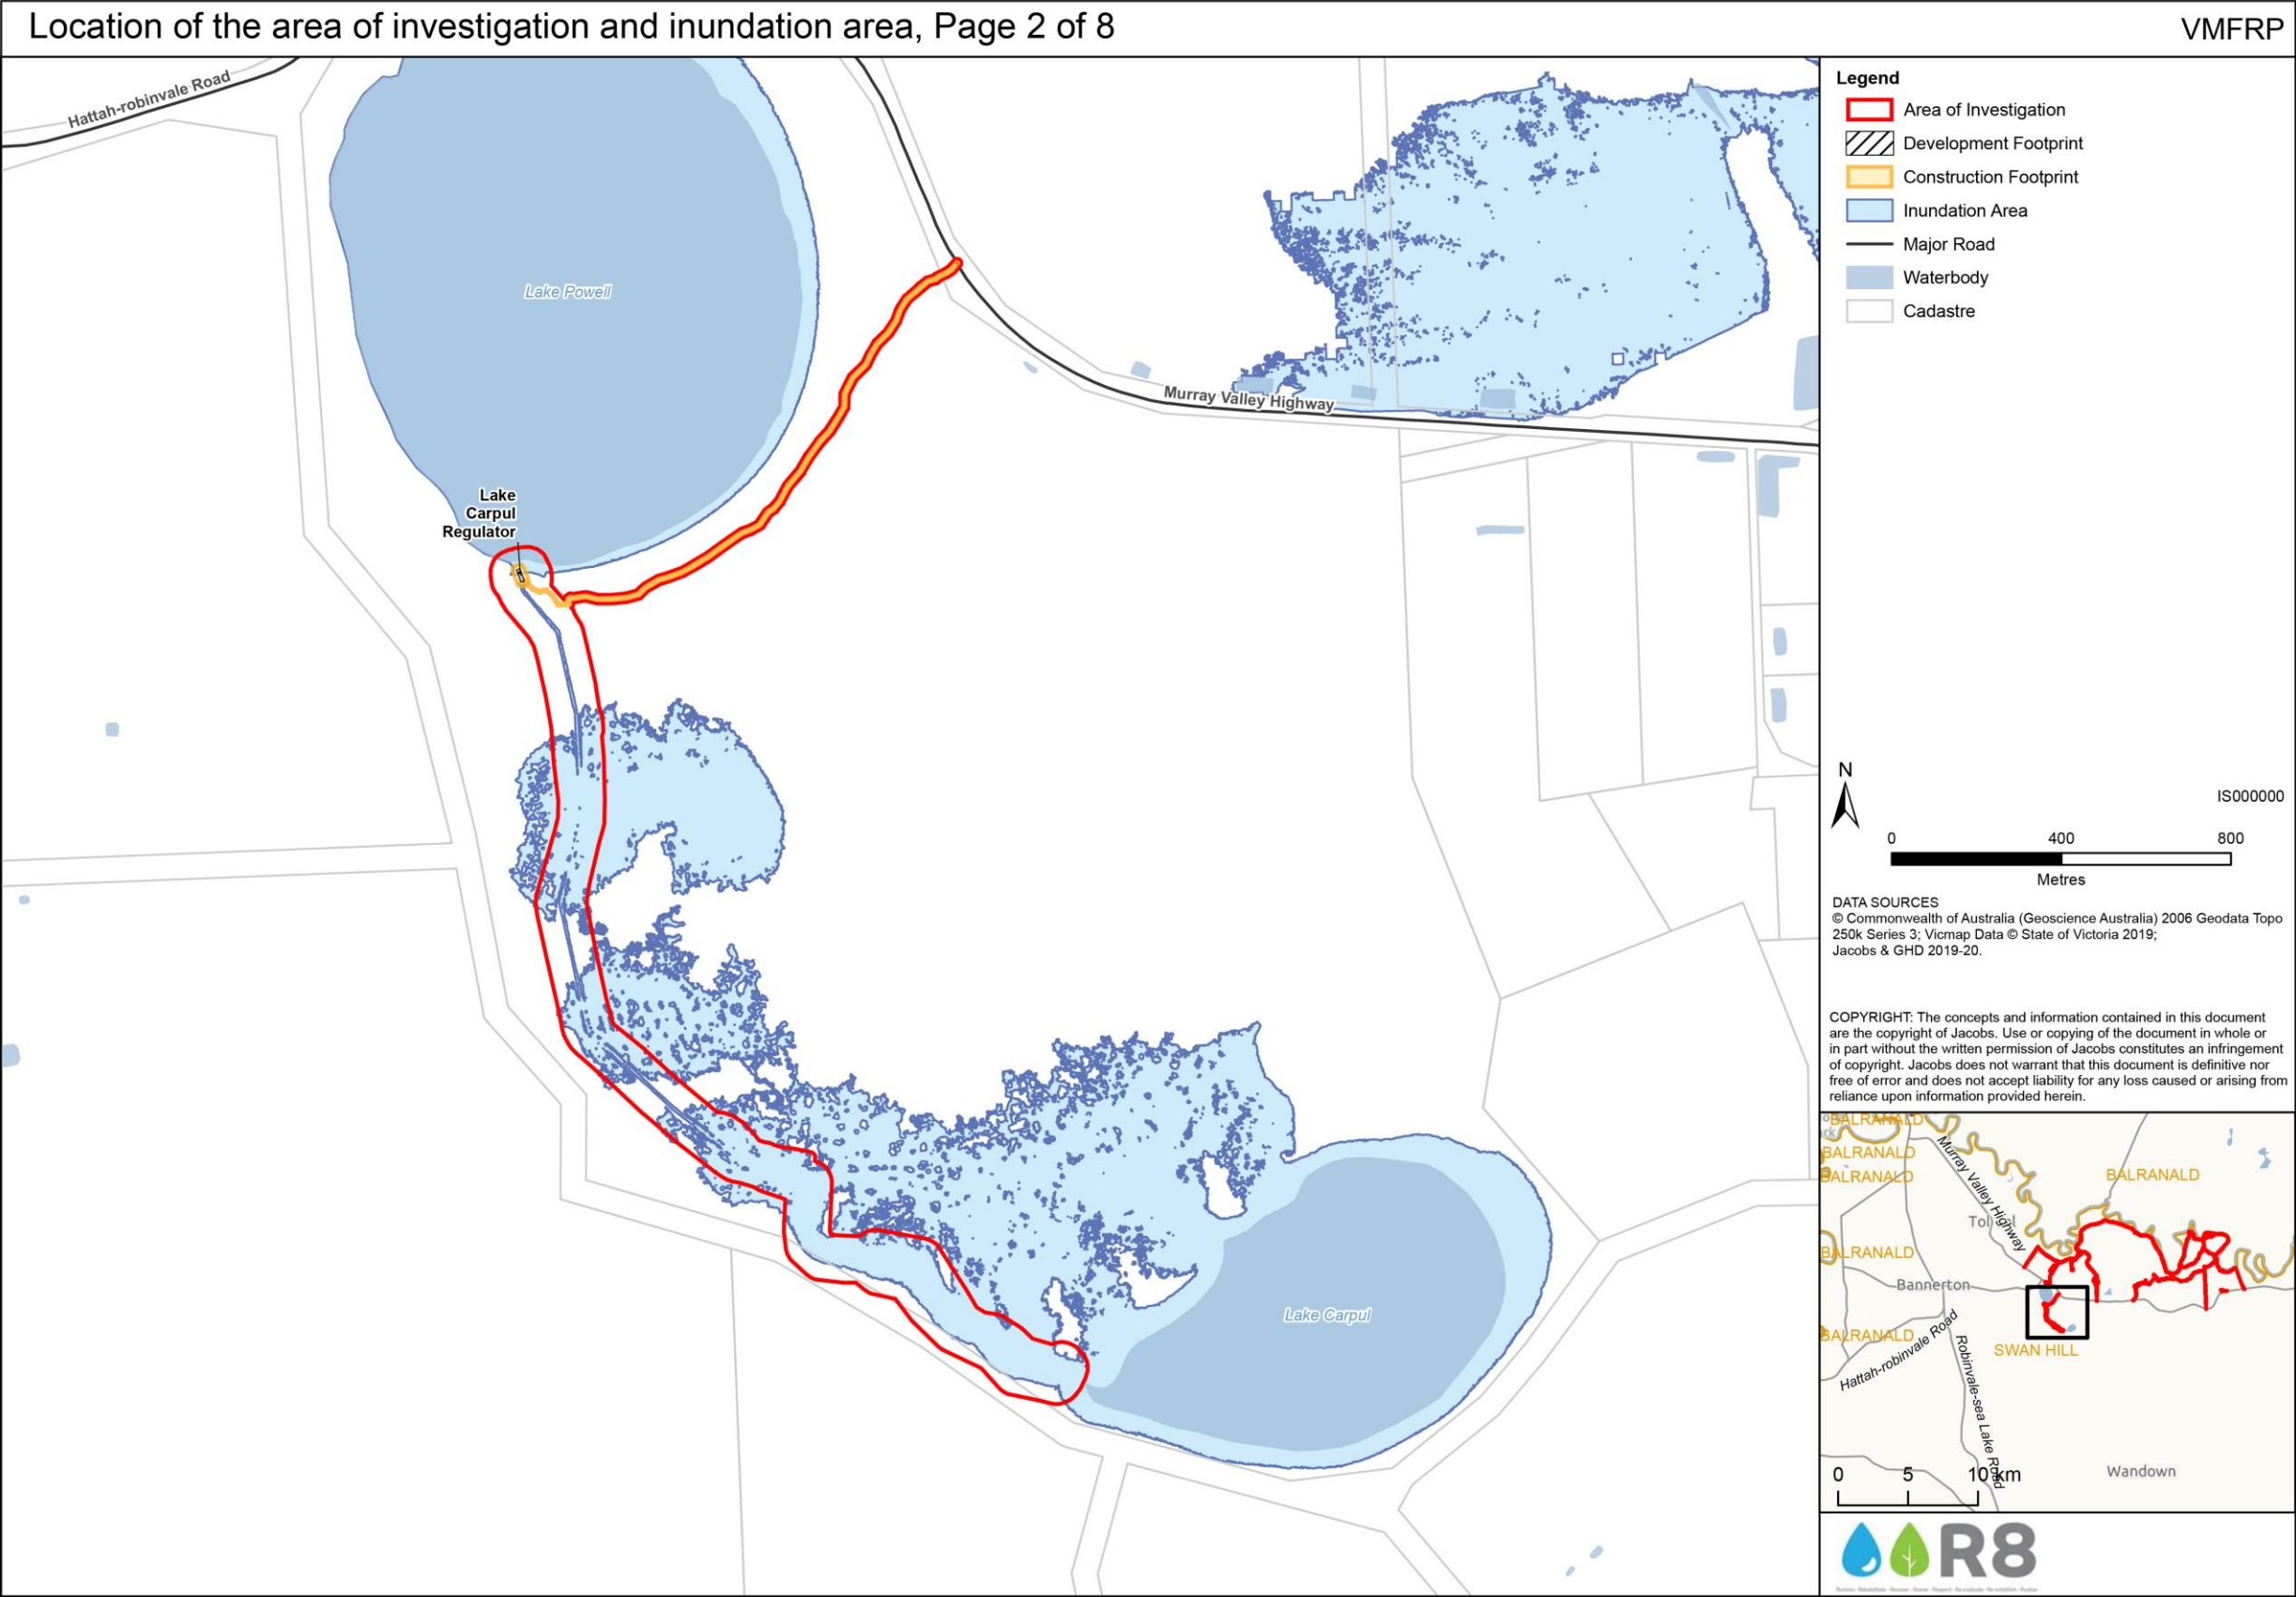 Location of the area of investigation and inundation area, Page 2 of 8
VMFRP
Hattah-robinvale Road
Lake Powell
Murray Valley Highway
Lake
Carpul
Regulator
Lake Carpul
Legend
Area of Investigation
Development Footprint
Construction Footprint
Inundation Area
Major Road
Waterbody
Cadastre
N
IS000000
0 400 800
Metres
DATA SOURCES
© Commonwealth of Australia (Geoscience Australia) 2006 Geodata Topo
250k Series 3; Vicmap Data © State of Victoria 2019;
Jacobs & GHD 2019-20.
COPYRIGHT: The concepts and information contained in this document
are the copyright of Jacobs. Use or copying of the document in whole or
in part without the written permission of Jacobs constitutes an infringement
of copyright. Jacobs does not warrant that this document is definitive nor
free of error and does not accept liability for any loss caused or arising from
reliance upon information provided herein.
BALRANALD
BALRANALD
BALRANALD
BALRANALD
Murray Valley Highway
BALRANALD
Bannerton
BALRANALD
SWAN HILL
Hattah-robinvale Road
Robinvale-sea Lake Road
Wandown
0 5 10 km
R8